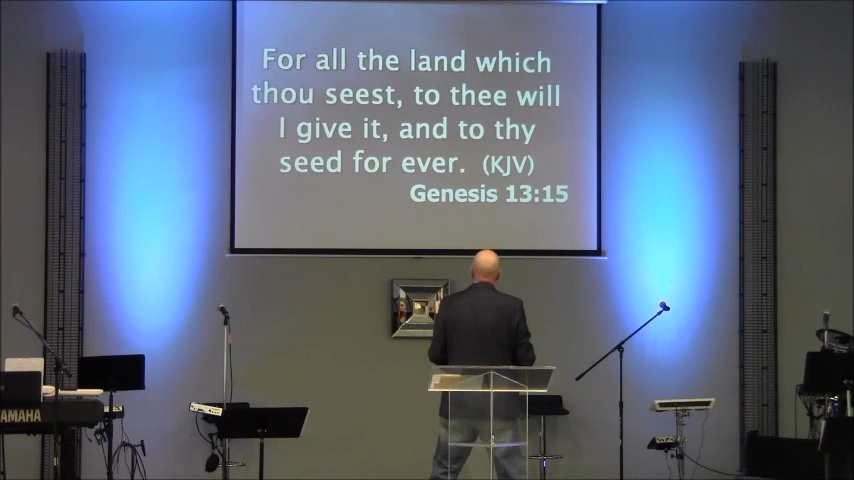 For all the land which
thou seest, to thee will
I give it, and to thy
seed for ever. (KJV)
Genesis 13:15
YAMAHA